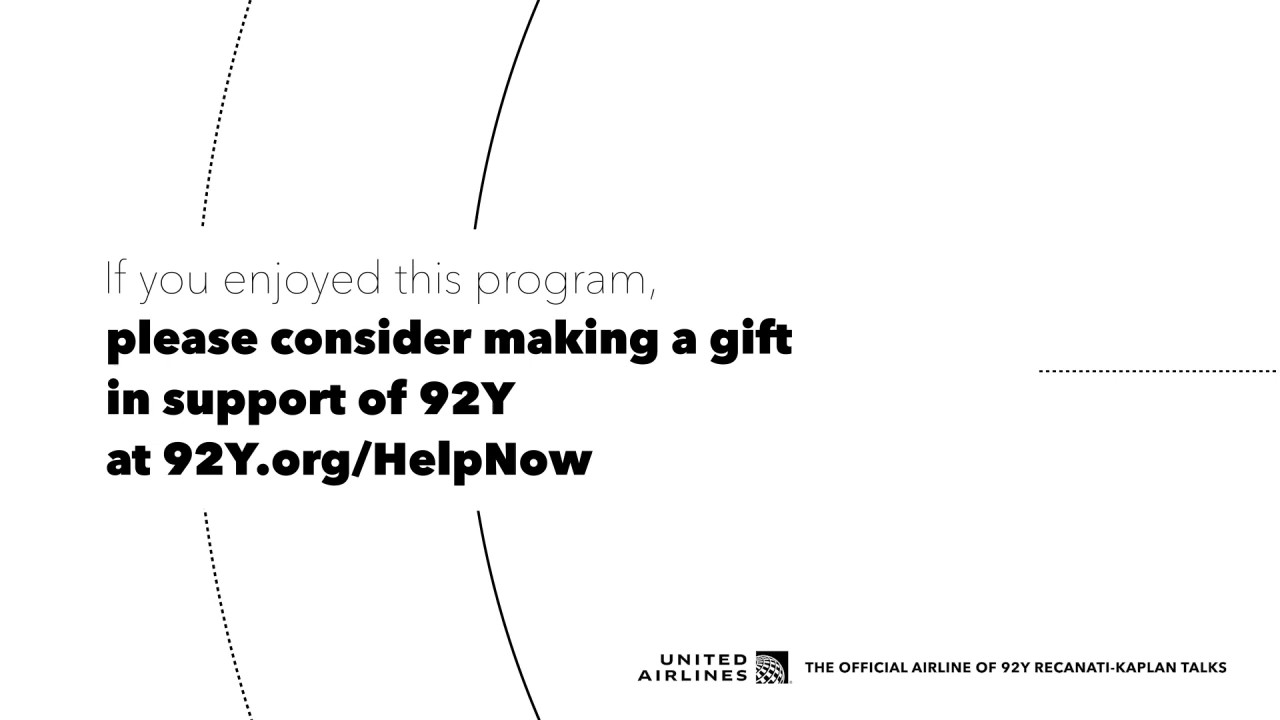 If you enjoyed this program,
please consider making a gift
in support of 92Y
at 92Y.org/HelpNow
UNITED
AIRLINES
THE OFFICIAL AIRLINE OF 92Y RECANATI-KAPLAN TALKS